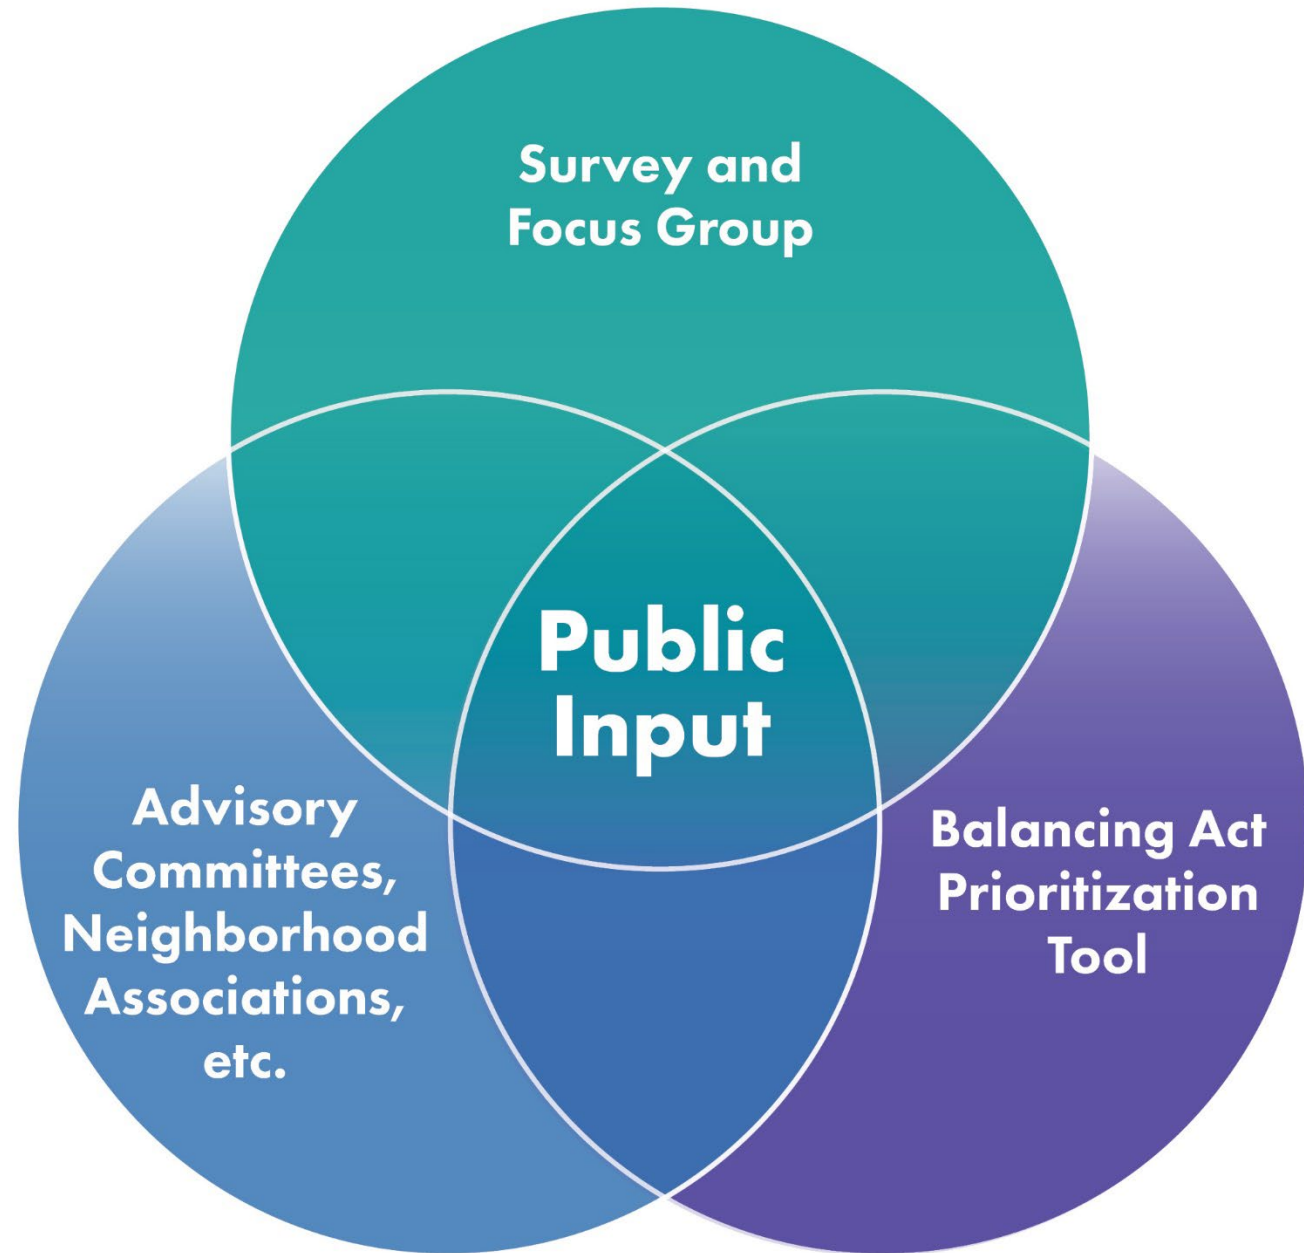 Survey and
Focus Group
Public
Input
Advisory
Committees,
Neighborhood
Associations,
etc.
Balancing Act
Prioritization
Tool